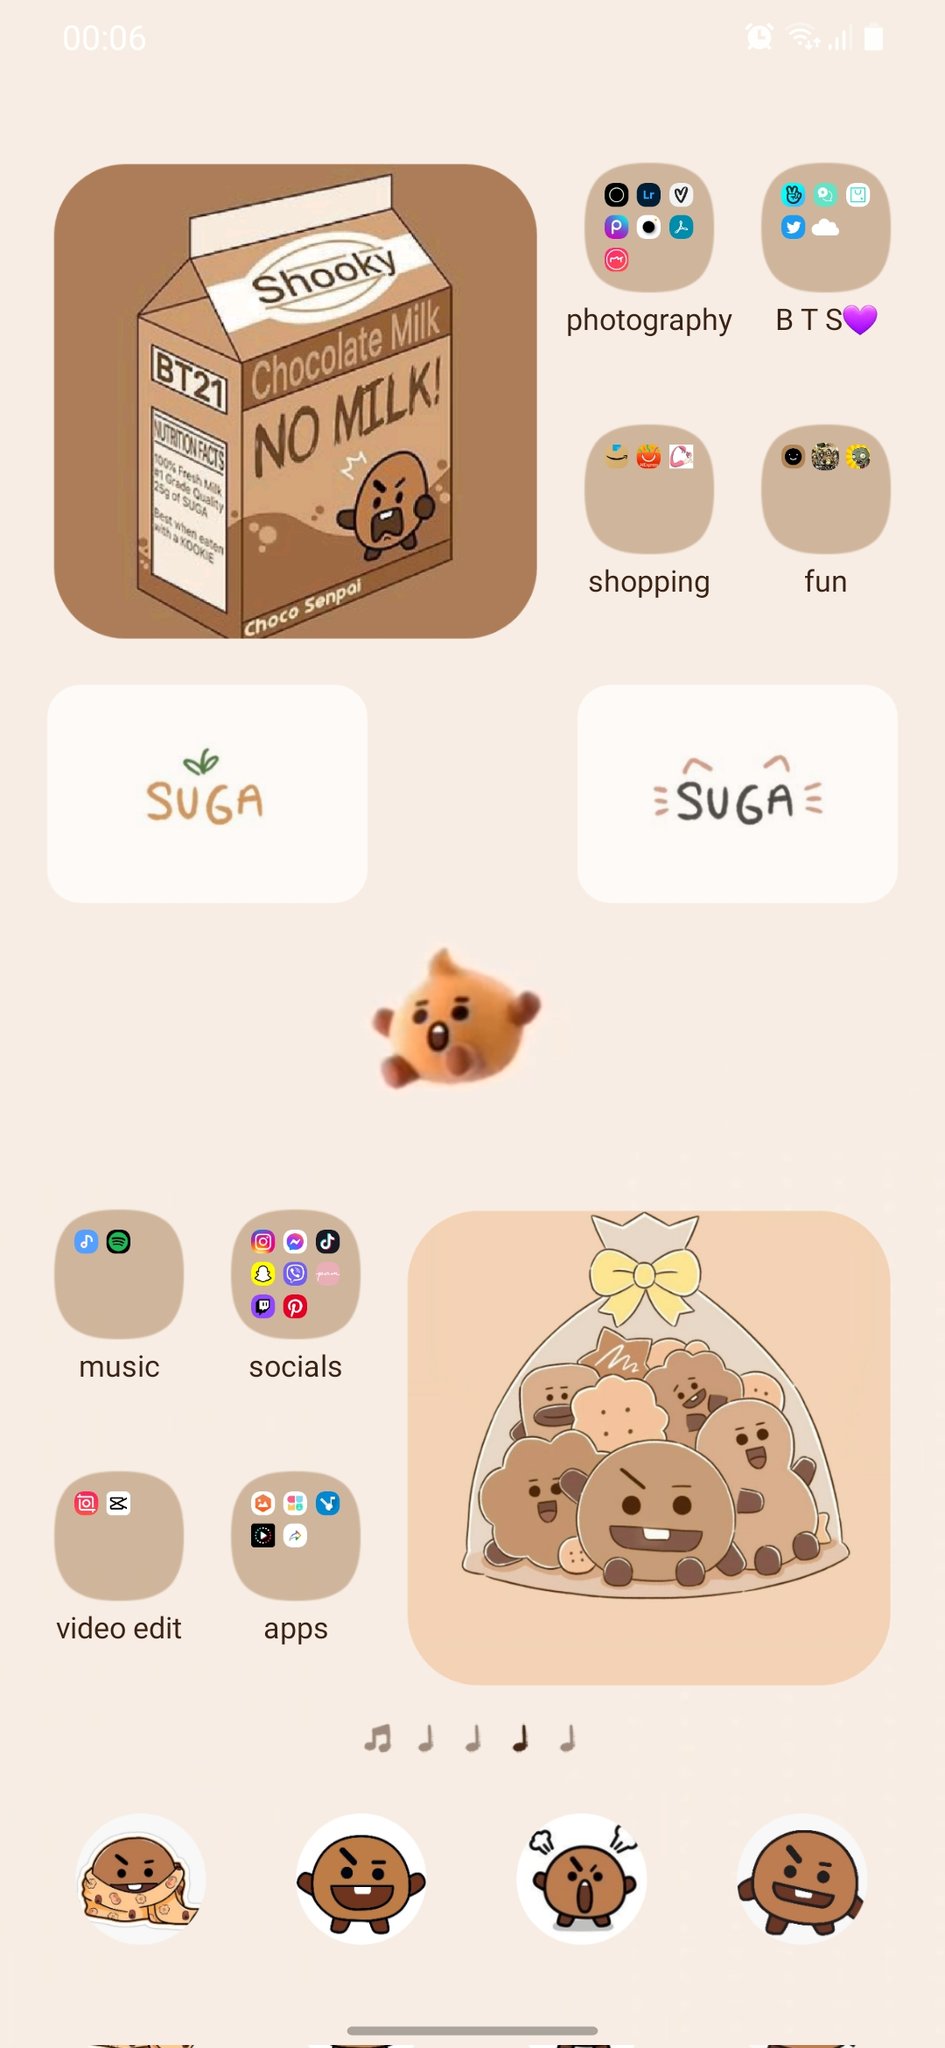 00:06
Shooky
Chocolate Milk
NO MILK!
BT21
NUTRITION FACTS
100% Fresh Milk
#1 Grade Quality
25g of SUGA
Best when eaten
with a KOOKIE
Choco Senpai
Lr
photography
B T S💜
shopping
fun
SUGA
SUGA
music
socials
video edit
apps